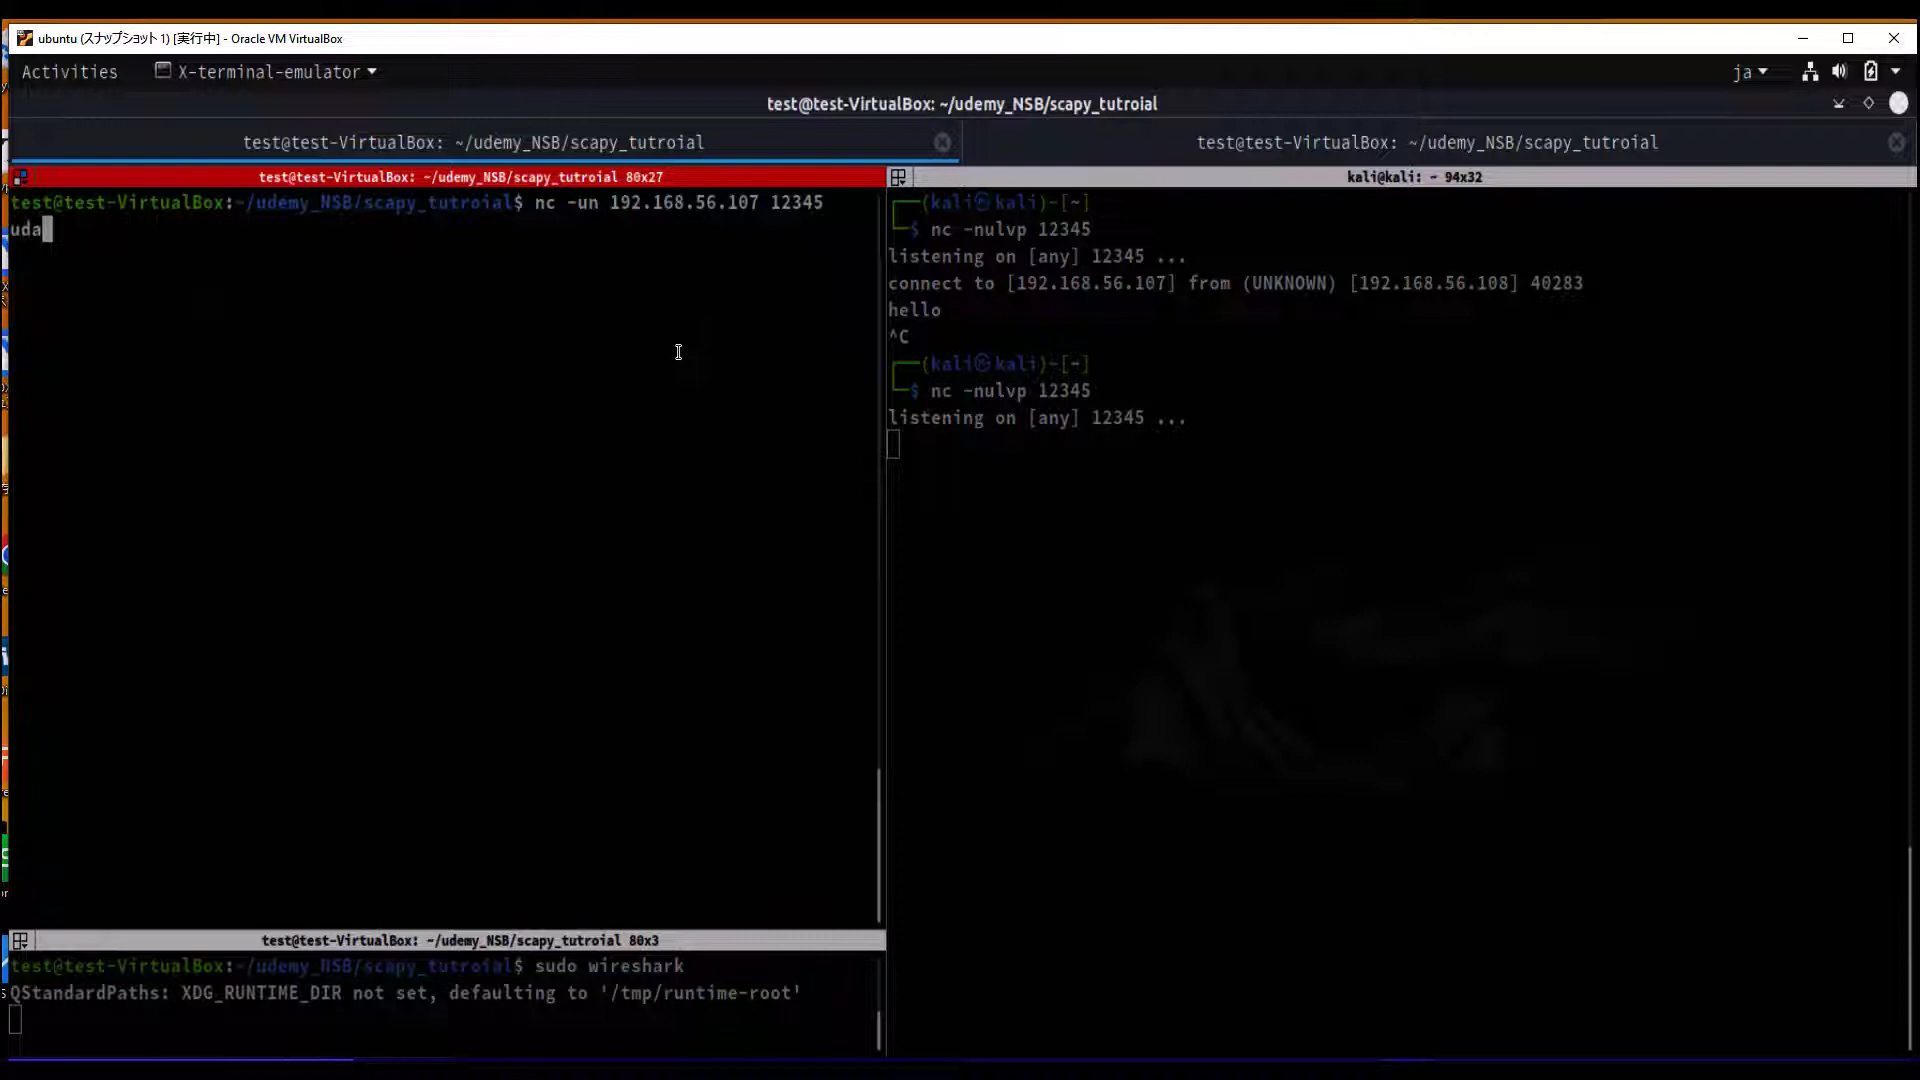 ubuntu (スナップショット 1) [実行中] - Oracle VM VirtualBox
Activities
X-terminal-emulator
ja
test@test-VirtualBox: ~/udemy_NSB/scapy_tutroial
test@test-VirtualBox: ~/udemy_NSB/scapy_tutroial
test@test-VirtualBox: ~/udemy_NSB/scapy_tutroial
test@test-VirtualBox: ~/udemy_NSB/scapy_tutroial 80x27
test@test-VirtualBox:~/udemy_NSB/scapy_tutroial$ nc -un 192.168.56.107 12345
uda
test@test-VirtualBox: ~/udemy_NSB/scapy_tutroial 80x3
test@test-VirtualBox:~/udemy_NSB/scapy_tutroial$ sudo wireshark
QStandardPaths: XDG_RUNTIME_DIR not set, defaulting to '/tmp/runtime-root'
kali@kali: ~ 94x32
┌──(kali㉿kali)-[~]
└─$ nc -nulvp 12345
listening on [any] 12345 ...
connect to [192.168.56.107] from (UNKNOWN) [192.168.56.108] 40283
hello
^C
┌──(kali㉿kali)-[~]
└─$ nc -nulvp 12345
listening on [any] 12345 ...